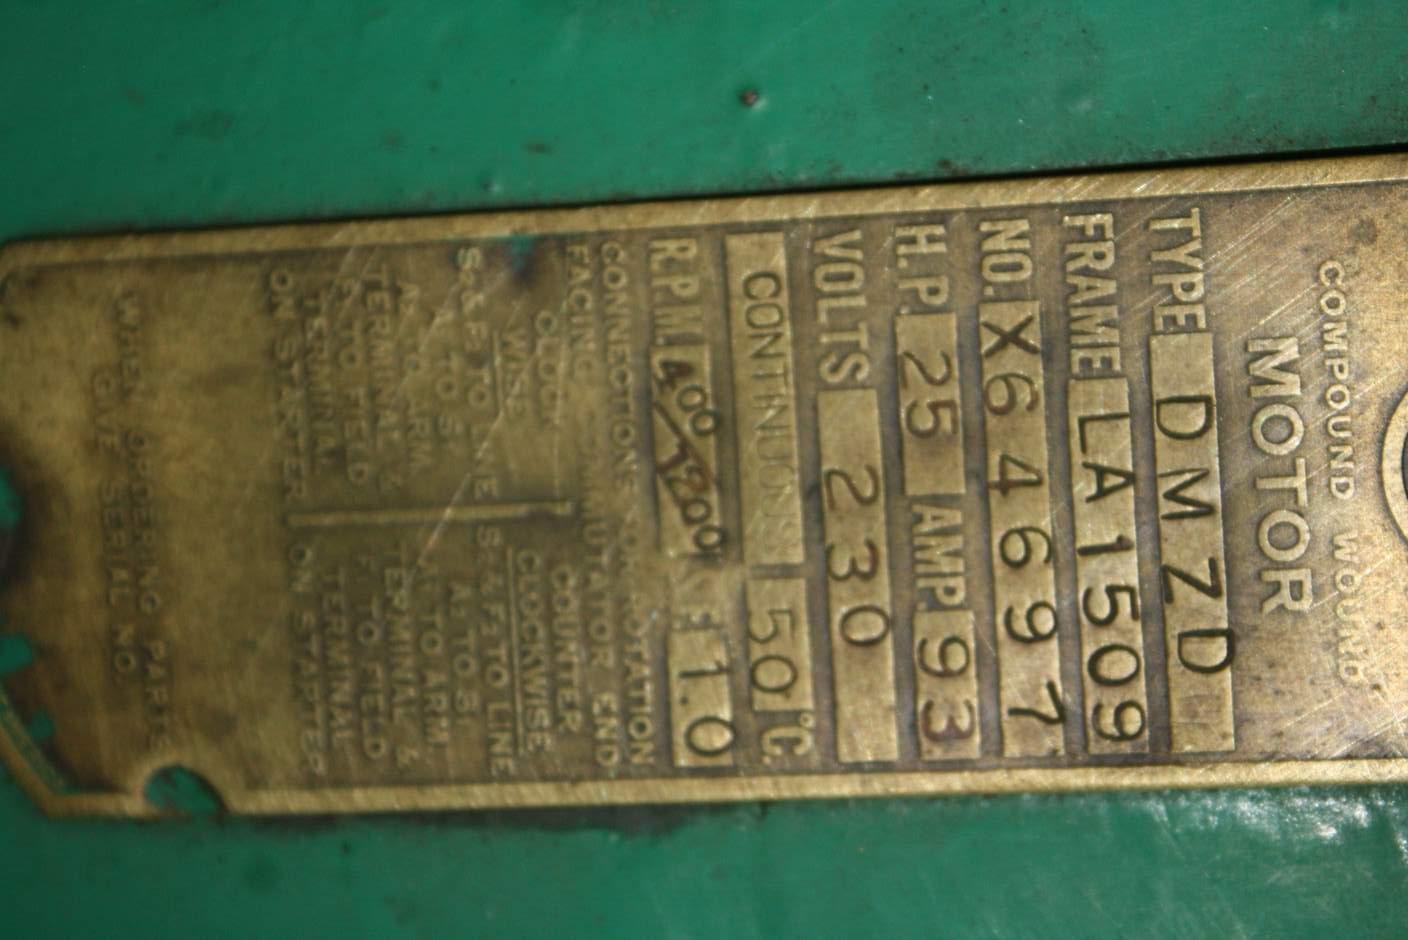 COMPOUND WOUND
MOTOR
TYPE DMZD
FRAME LA1509
NO. X64697
H.P. 25 AMP. 93
VOLTS 230
CONTINUOUS 50 °C.
R.P.M. 400/1200 S.F. 1.0
CONNECTIONS FOR ROTATION
FACING COMMUTATOR END
CLOCK WISE COUNTER CLOCKWISE
S2 & F2 TO LINE S & F2 TO LINE
A2 TO S1 A2 TO S1
A1 TO ARM A1 TO ARM
TERMINAL & TERMINAL &
F1 TO FIELD F1 TO FIELD
TERMINAL TERMINAL
ON STARTER ON STARTER
WHEN ORDERING PARTS
GIVE SERIAL NO.